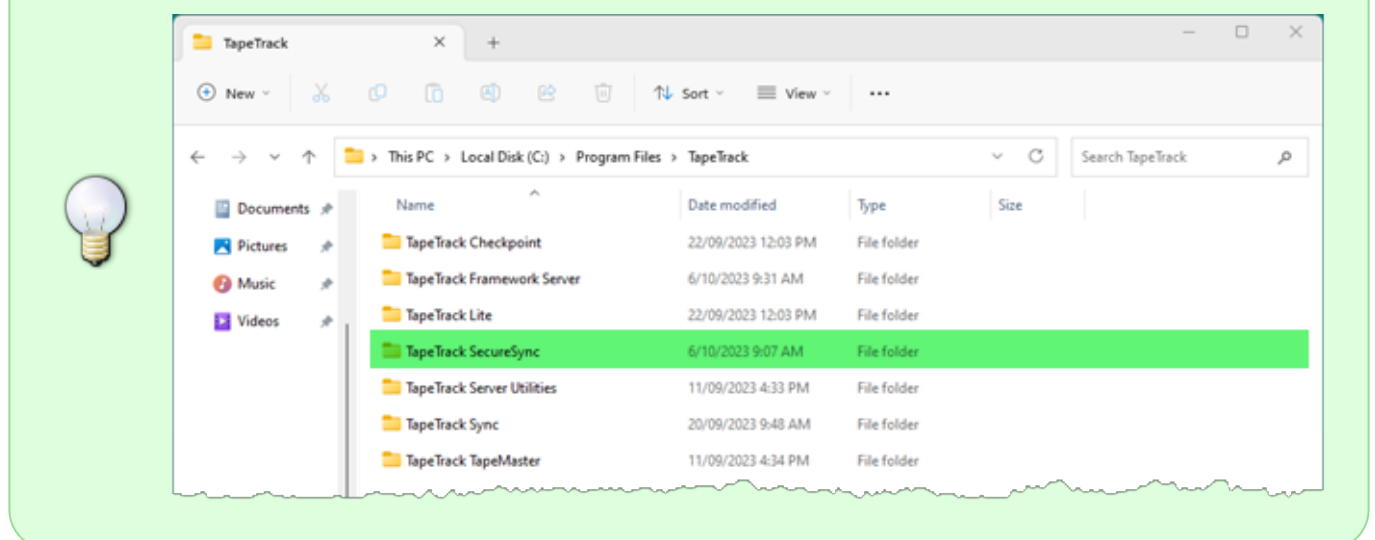 TapeTrack
New
Sort
View
This PC > Local Disk (C:) > Program Files > TapeTrack
Search TapeTrack
Documents
Pictures
Music
Videos
Name Date modified Type Size
TapeTrack Checkpoint 22/09/2023 12:03 PM File folder
TapeTrack Framework Server 6/10/2023 9:31 AM File folder
TapeTrack Lite 22/09/2023 12:03 PM File folder
TapeTrack SecureSync 6/10/2023 9:07 AM File folder
TapeTrack Server Utilities 11/09/2023 4:33 PM File folder
TapeTrack Sync 20/09/2023 9:48 AM File folder
TapeTrack TapeMaster 11/09/2023 4:34 PM File folder